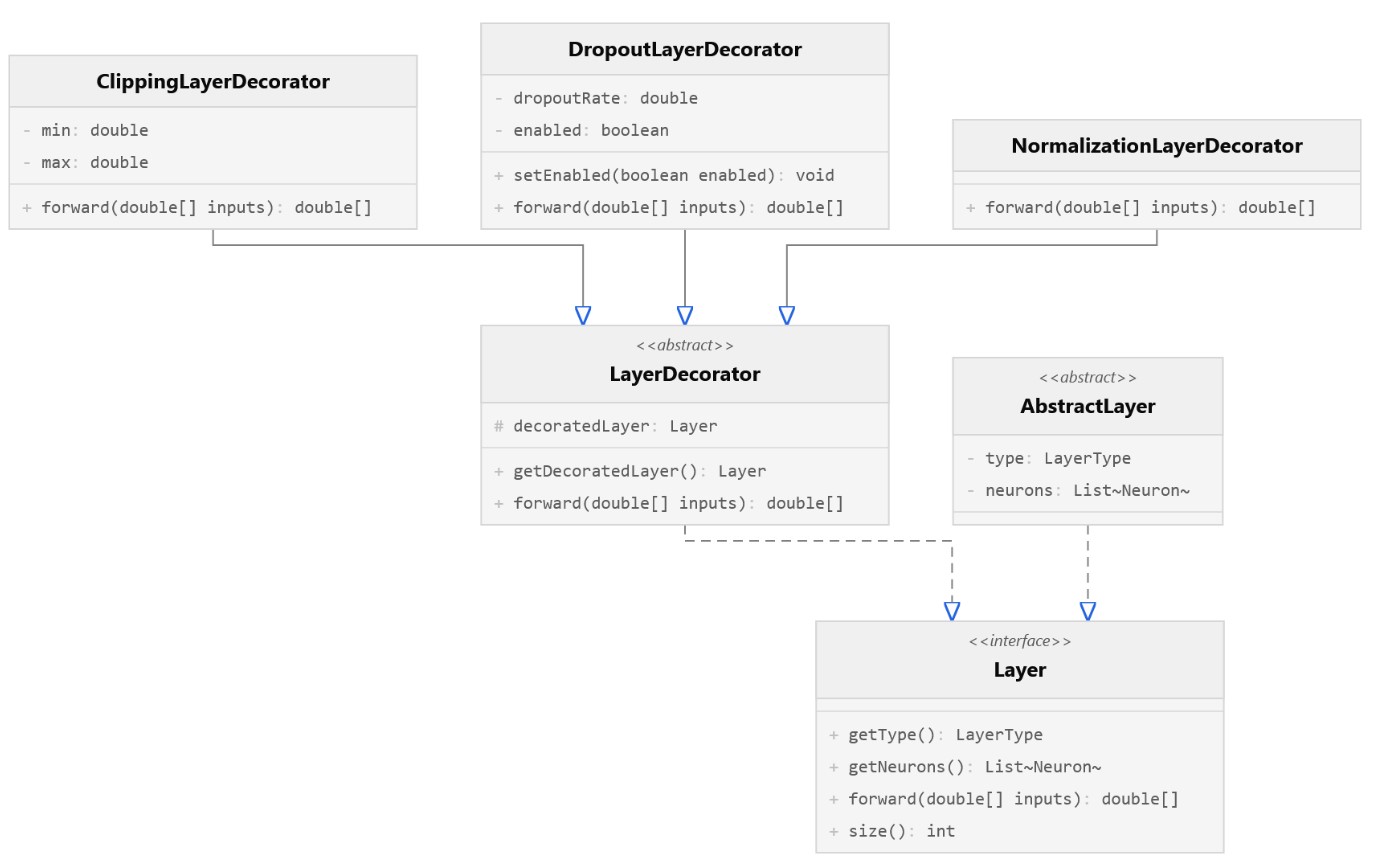 ClippingLayerDecorator
- min: double
- max: double
+ forward(double[] inputs): double[]
DropoutLayerDecorator
- dropoutRate: double
- enabled: boolean
+ setEnabled(boolean enabled): void
+ forward(double[] inputs): double[]
NormalizationLayerDecorator
+ forward(double[] inputs): double[]
<<abstract>>
LayerDecorator
# decoratedLayer: Layer
+ getDecoratedLayer(): Layer
+ forward(double[] inputs): double[]
<<abstract>>
AbstractLayer
- type: LayerType
- neurons: List~Neuron~
<<interface>>
Layer
+ getType(): LayerType
+ getNeurons(): List~Neuron~
+ forward(double[] inputs): double[]
+ size(): int